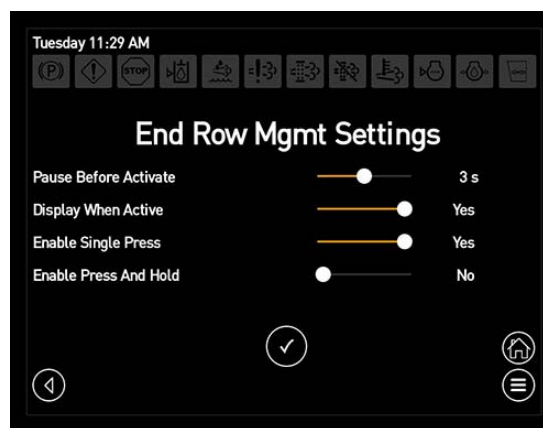 Tuesday 11:29 AM
(P) STOP
End Row Mgmt Settings
Pause Before Activate 3 s
Display When Active Yes
Enable Single Press Yes
Enable Press And Hold No